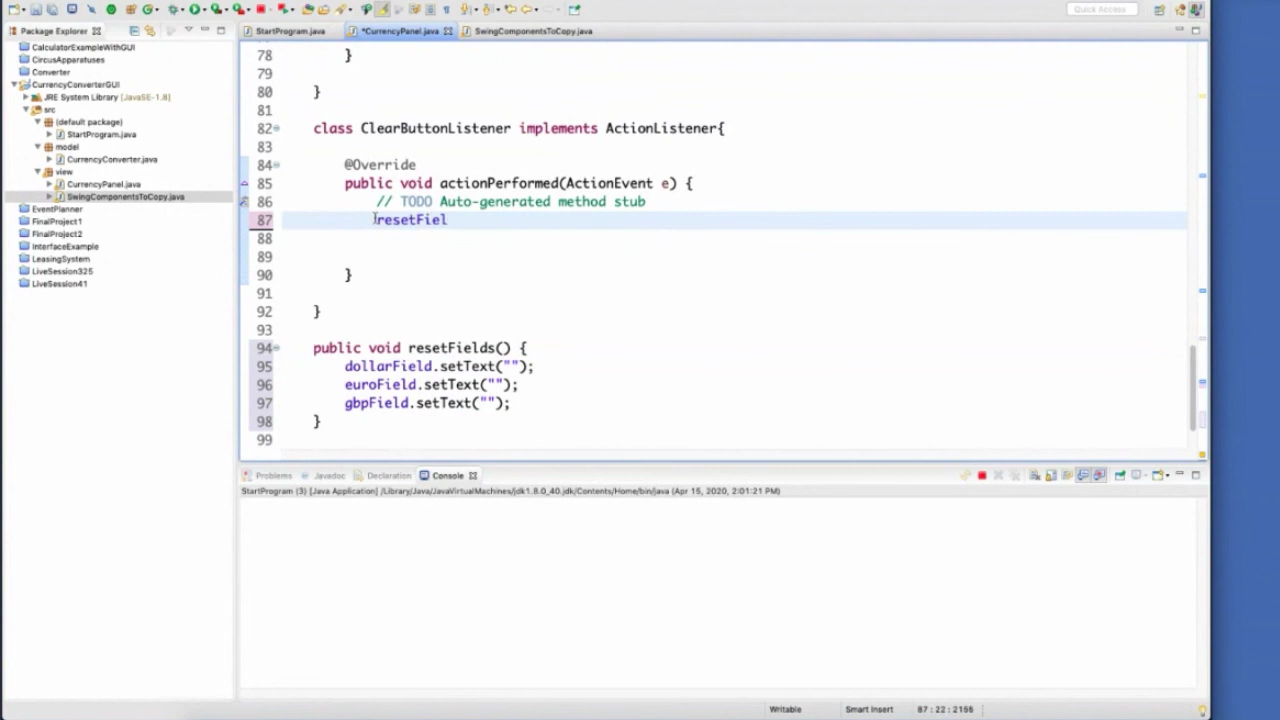 Quick Access
Package Explorer
StartProgram.java
*CurrencyPanel.java
SwingComponentsToCopy.java
CalculatorExampleWithGUI
CircusApparatuses
Converter
CurrencyConverterGUI
JRE System Library [JavaSE-1.8]
src
(default package)
StartProgram.java
model
CurrencyConverter.java
view
CurrencyPanel.java
SwingComponentsToCopy.java
EventPlanner
FinalProject1
FinalProject2
InterfaceExample
LeasingSystem
LiveSession325
LiveSession41
78 }
79
80 }
81
82 class ClearButtonListener implements ActionListener{
83
84 @Override
85 public void actionPerformed(ActionEvent e) {
86 // TODO Auto-generated method stub
87 resetFiel
88
89
90 }
91
92 }
93
94 public void resetFields() {
95 dollarField.setText("");
96 euroField.setText("");
97 gbpField.setText("");
98 }
99
Problems Javadoc Declaration Console
StartProgram (3) [Java Application] /Library/Java/JavaVirtualMachines/jdk1.8.0_40.jdk/Contents/Home/bin/java (Apr 15, 2020, 2:01:21 PM)
Writable Smart Insert 87 : 22 : 2155